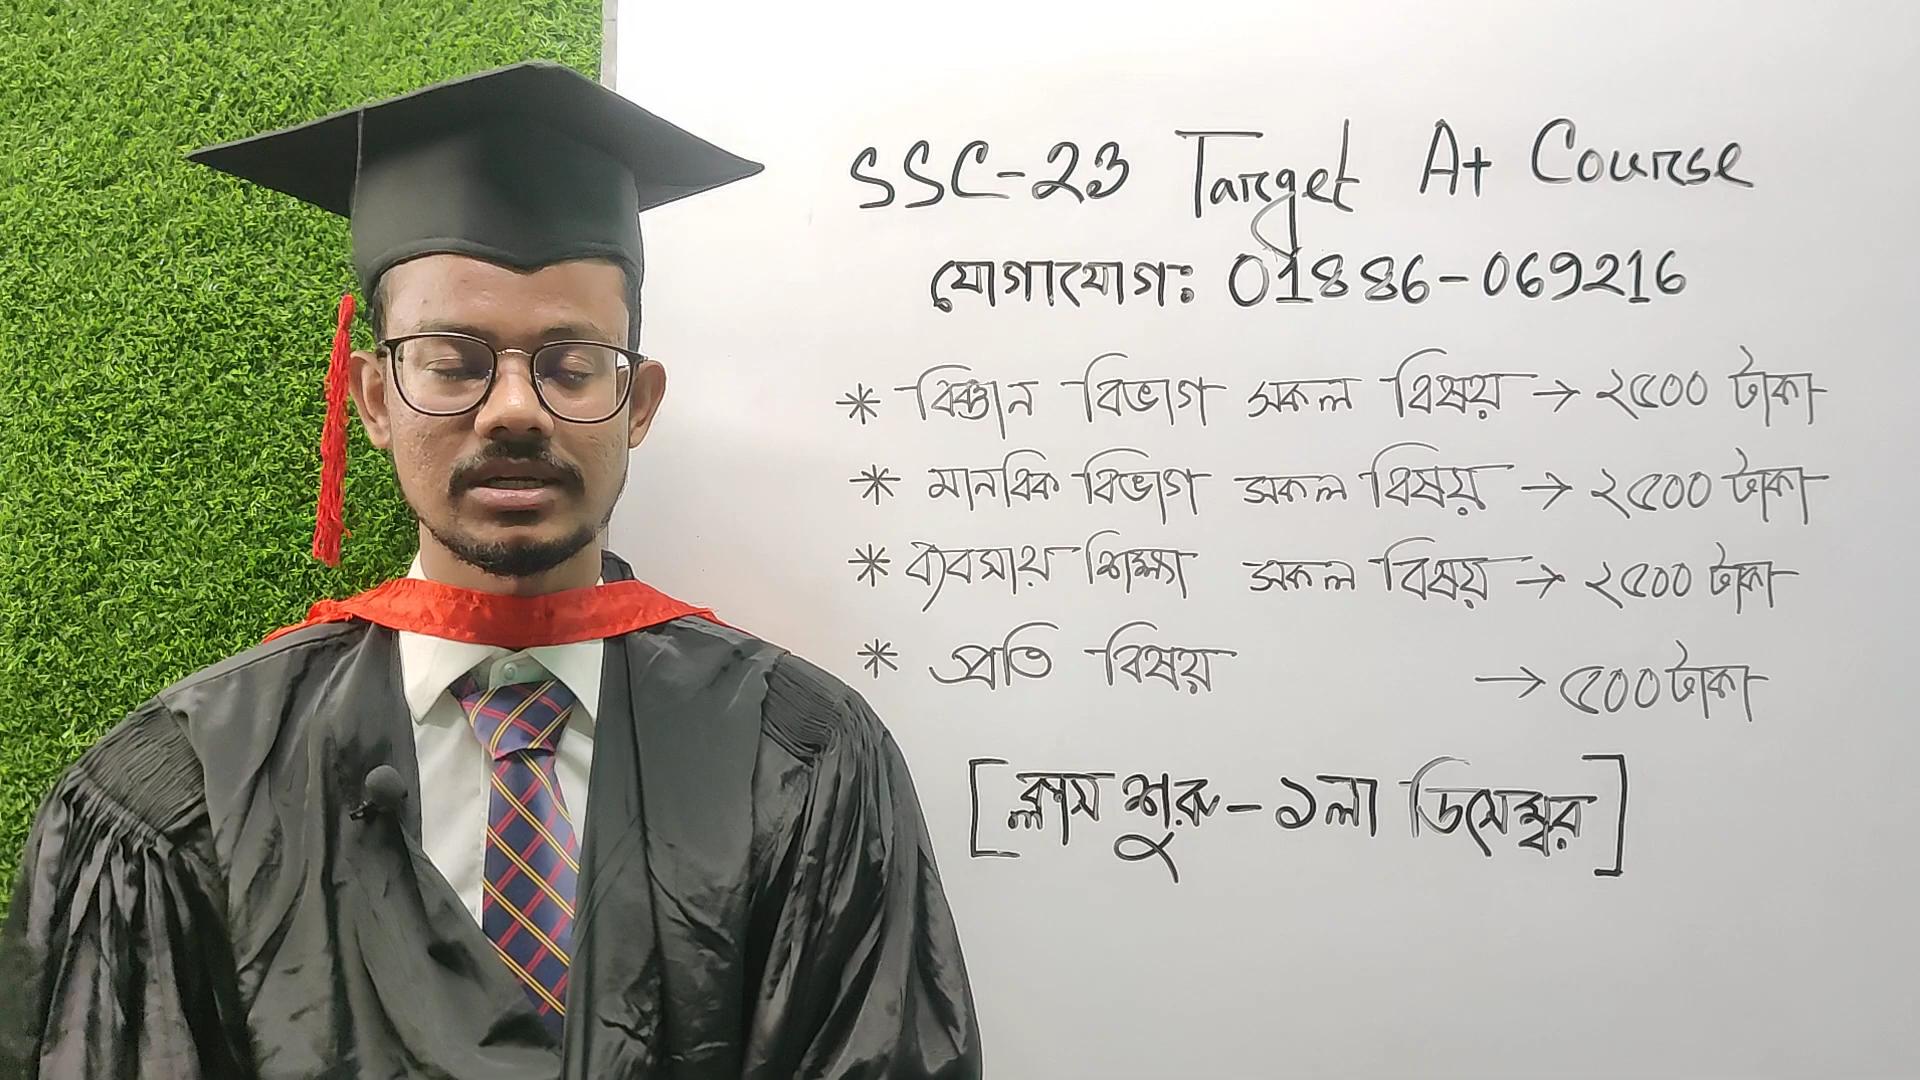 SSC-23 Target A+ Course
যোগাযোগঃ 01886-069216
* বিজ্ঞান বিভাগ সকল বিষয় → ২৫০০ টাকা
* মানবিক বিভাগ সকল বিষয় → ২৫০০ টাকা
* ব্যবসায় শিক্ষা সকল বিষয় → ২৫০০ টাকা
* প্রতি বিষয় → ৫০০ টাকা
[ক্লাস শুরু - ১লা ডিসেম্বর]